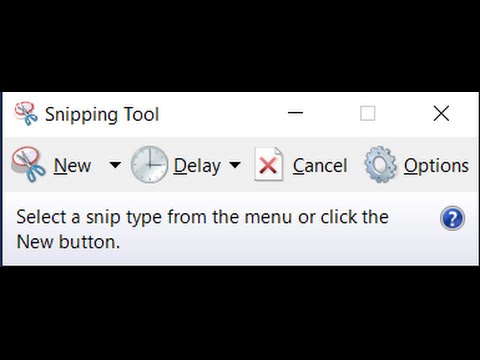 Snipping Tool
New Delay Cancel Options
Select a snip type from the menu or click the
New button.
?